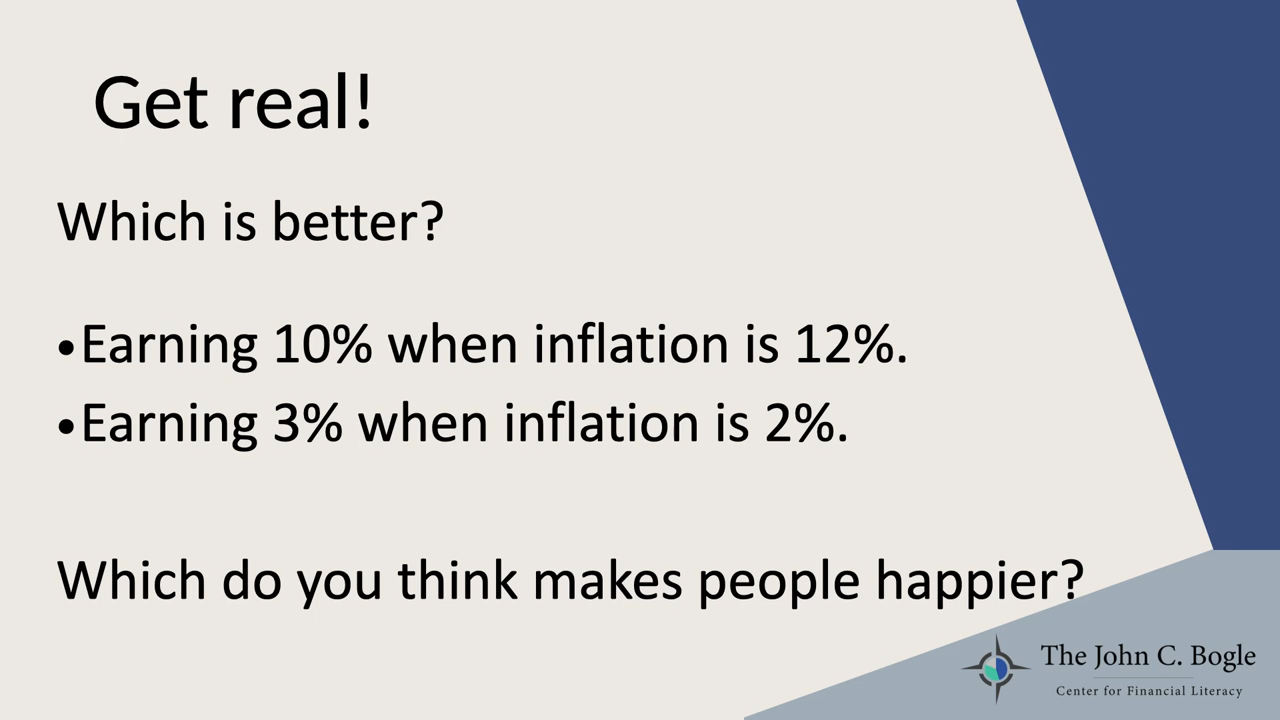 Get real!
Which is better?
•Earning 10% when inflation is 12%.
•Earning 3% when inflation is 2%.
Which do you think makes people happier?
The John C. Bogle
Center for Financial Literacy